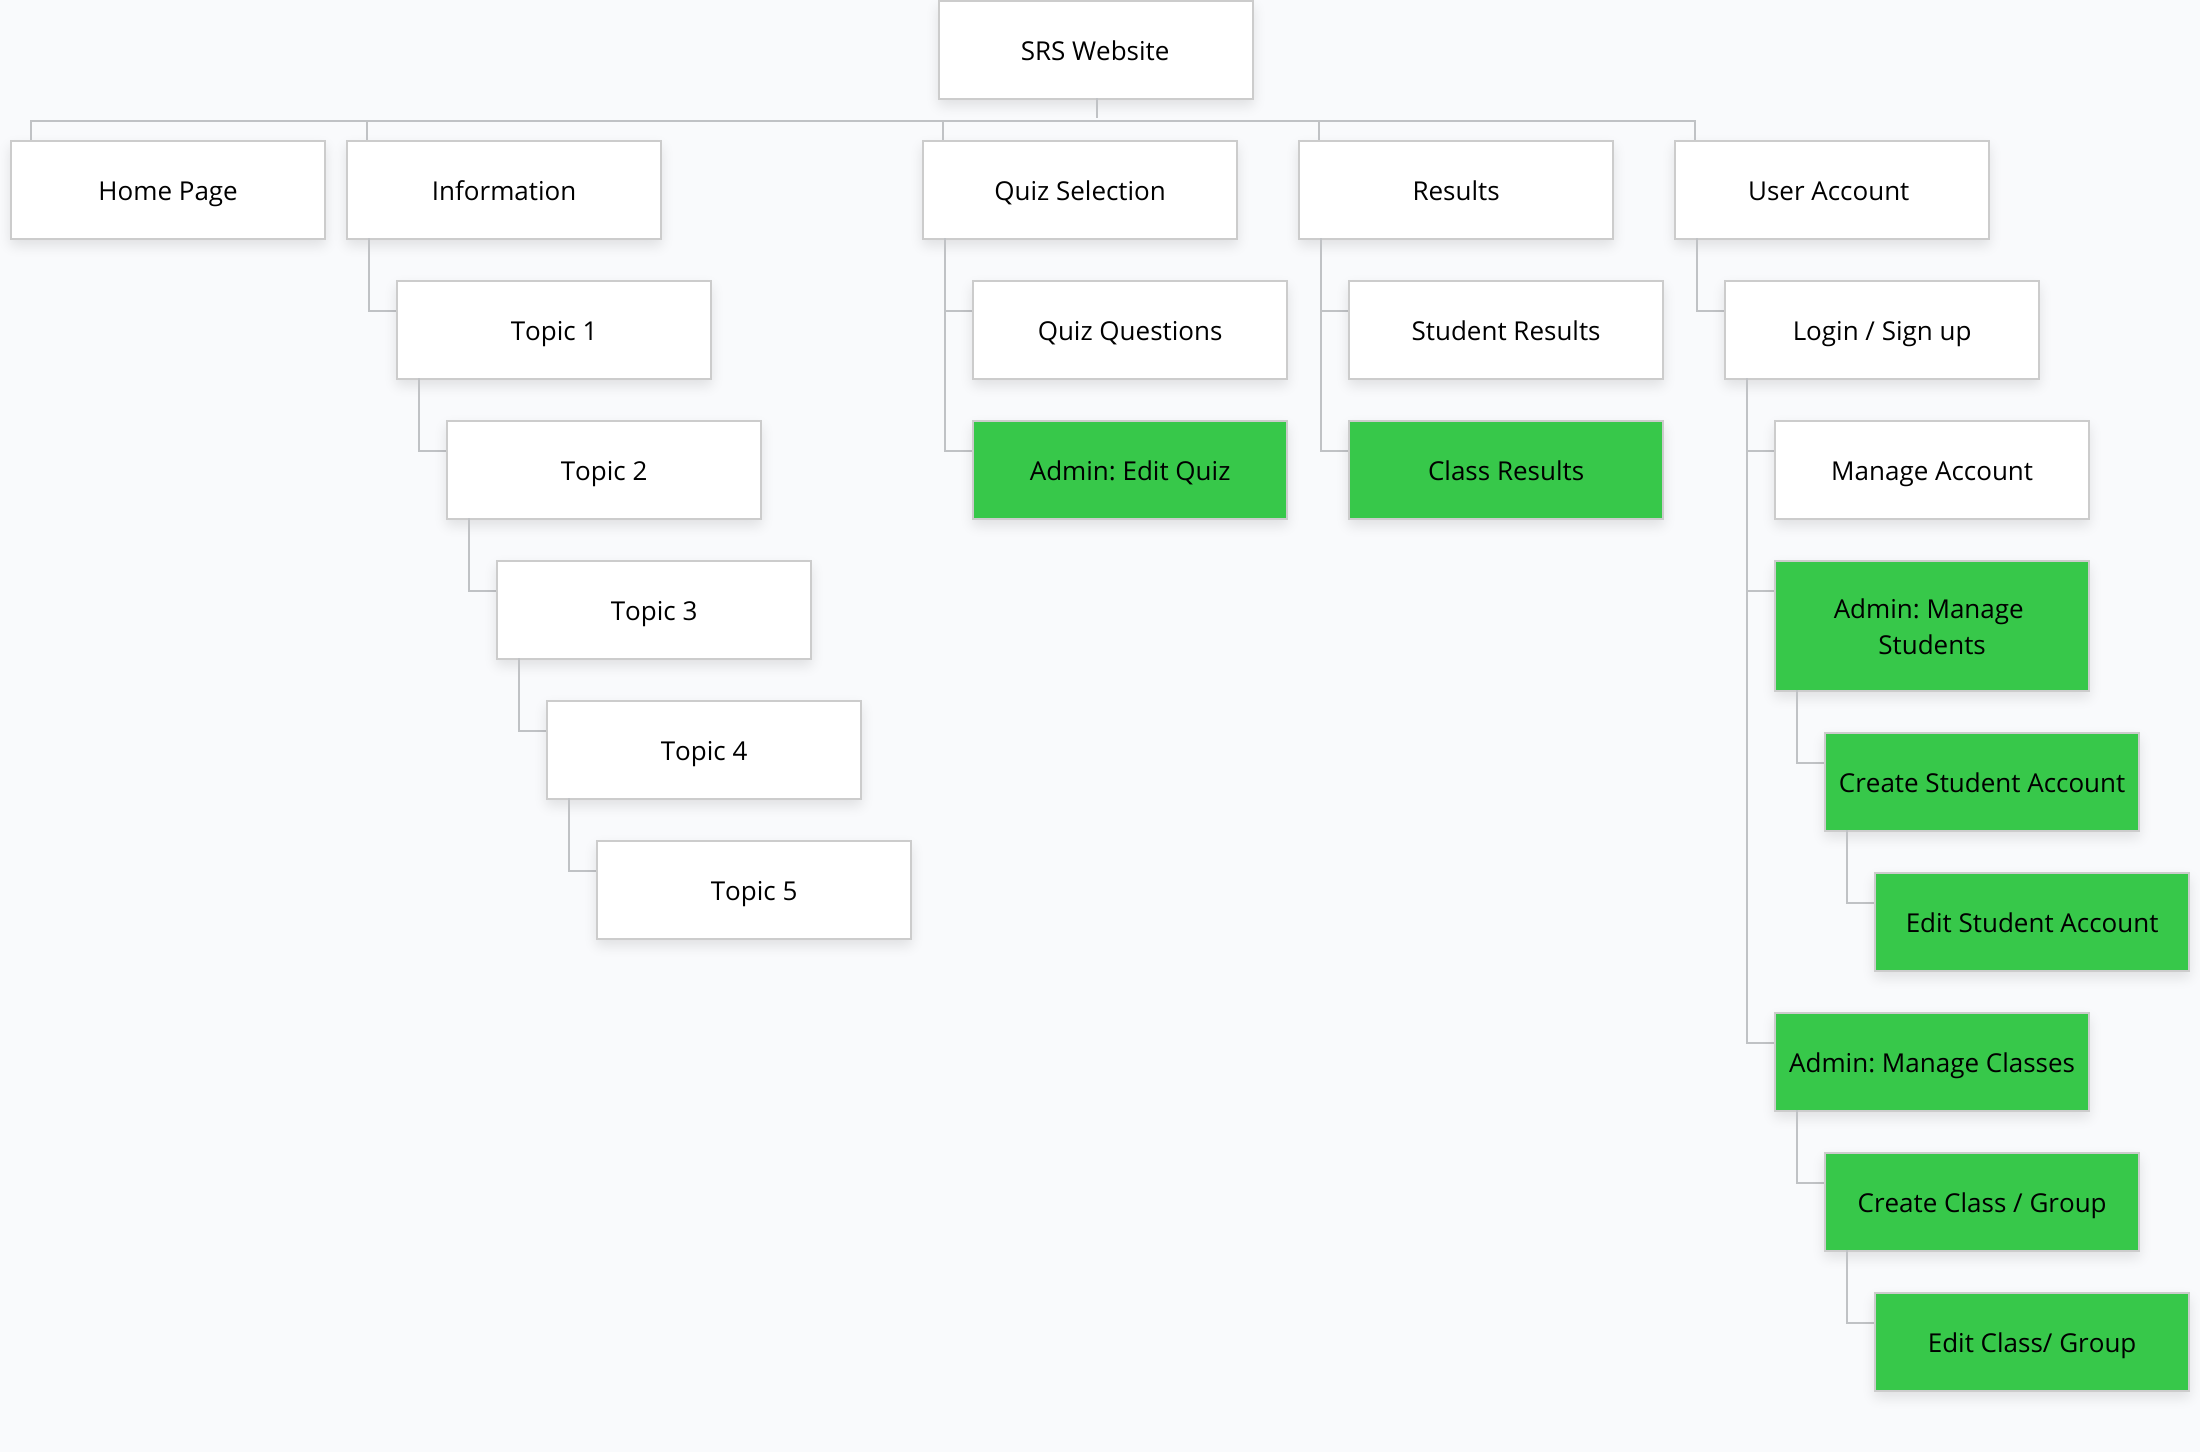 SRS Website
Home Page
Information
Quiz Selection
Results
User Account
Topic 1
Quiz Questions
Student Results
Login / Sign up
Topic 2
Admin: Edit Quiz
Class Results
Manage Account
Topic 3
Admin: Manage
Students
Topic 4
Create Student Account
Topic 5
Edit Student Account
Admin: Manage Classes
Create Class / Group
Edit Class/ Group